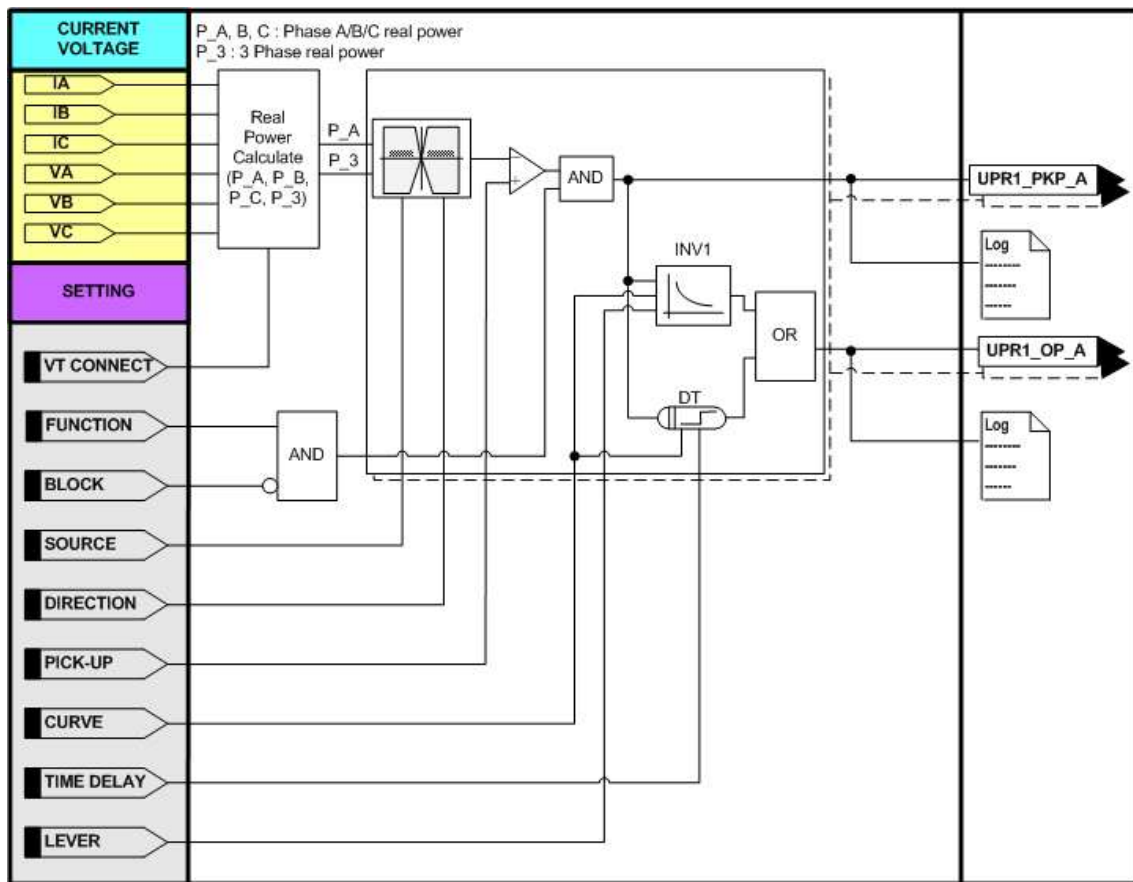 CURRENT
VOLTAGE
P_A, B, C : Phase A/B/C real power
P_3 : 3 Phase real power
IA
IB
IC
VA
VB
VC
Real
Power
Calculate
(P_A, P_B,
P_C, P_3)
P_A
P_3
−
+
AND
UPR1_PKP_A
Log
INV1
SETTING
OR
UPR1_OP_A
VT CONNECT
DT
Log
FUNCTION
AND
BLOCK
SOURCE
DIRECTION
PICK-UP
CURVE
TIME DELAY
LEVER